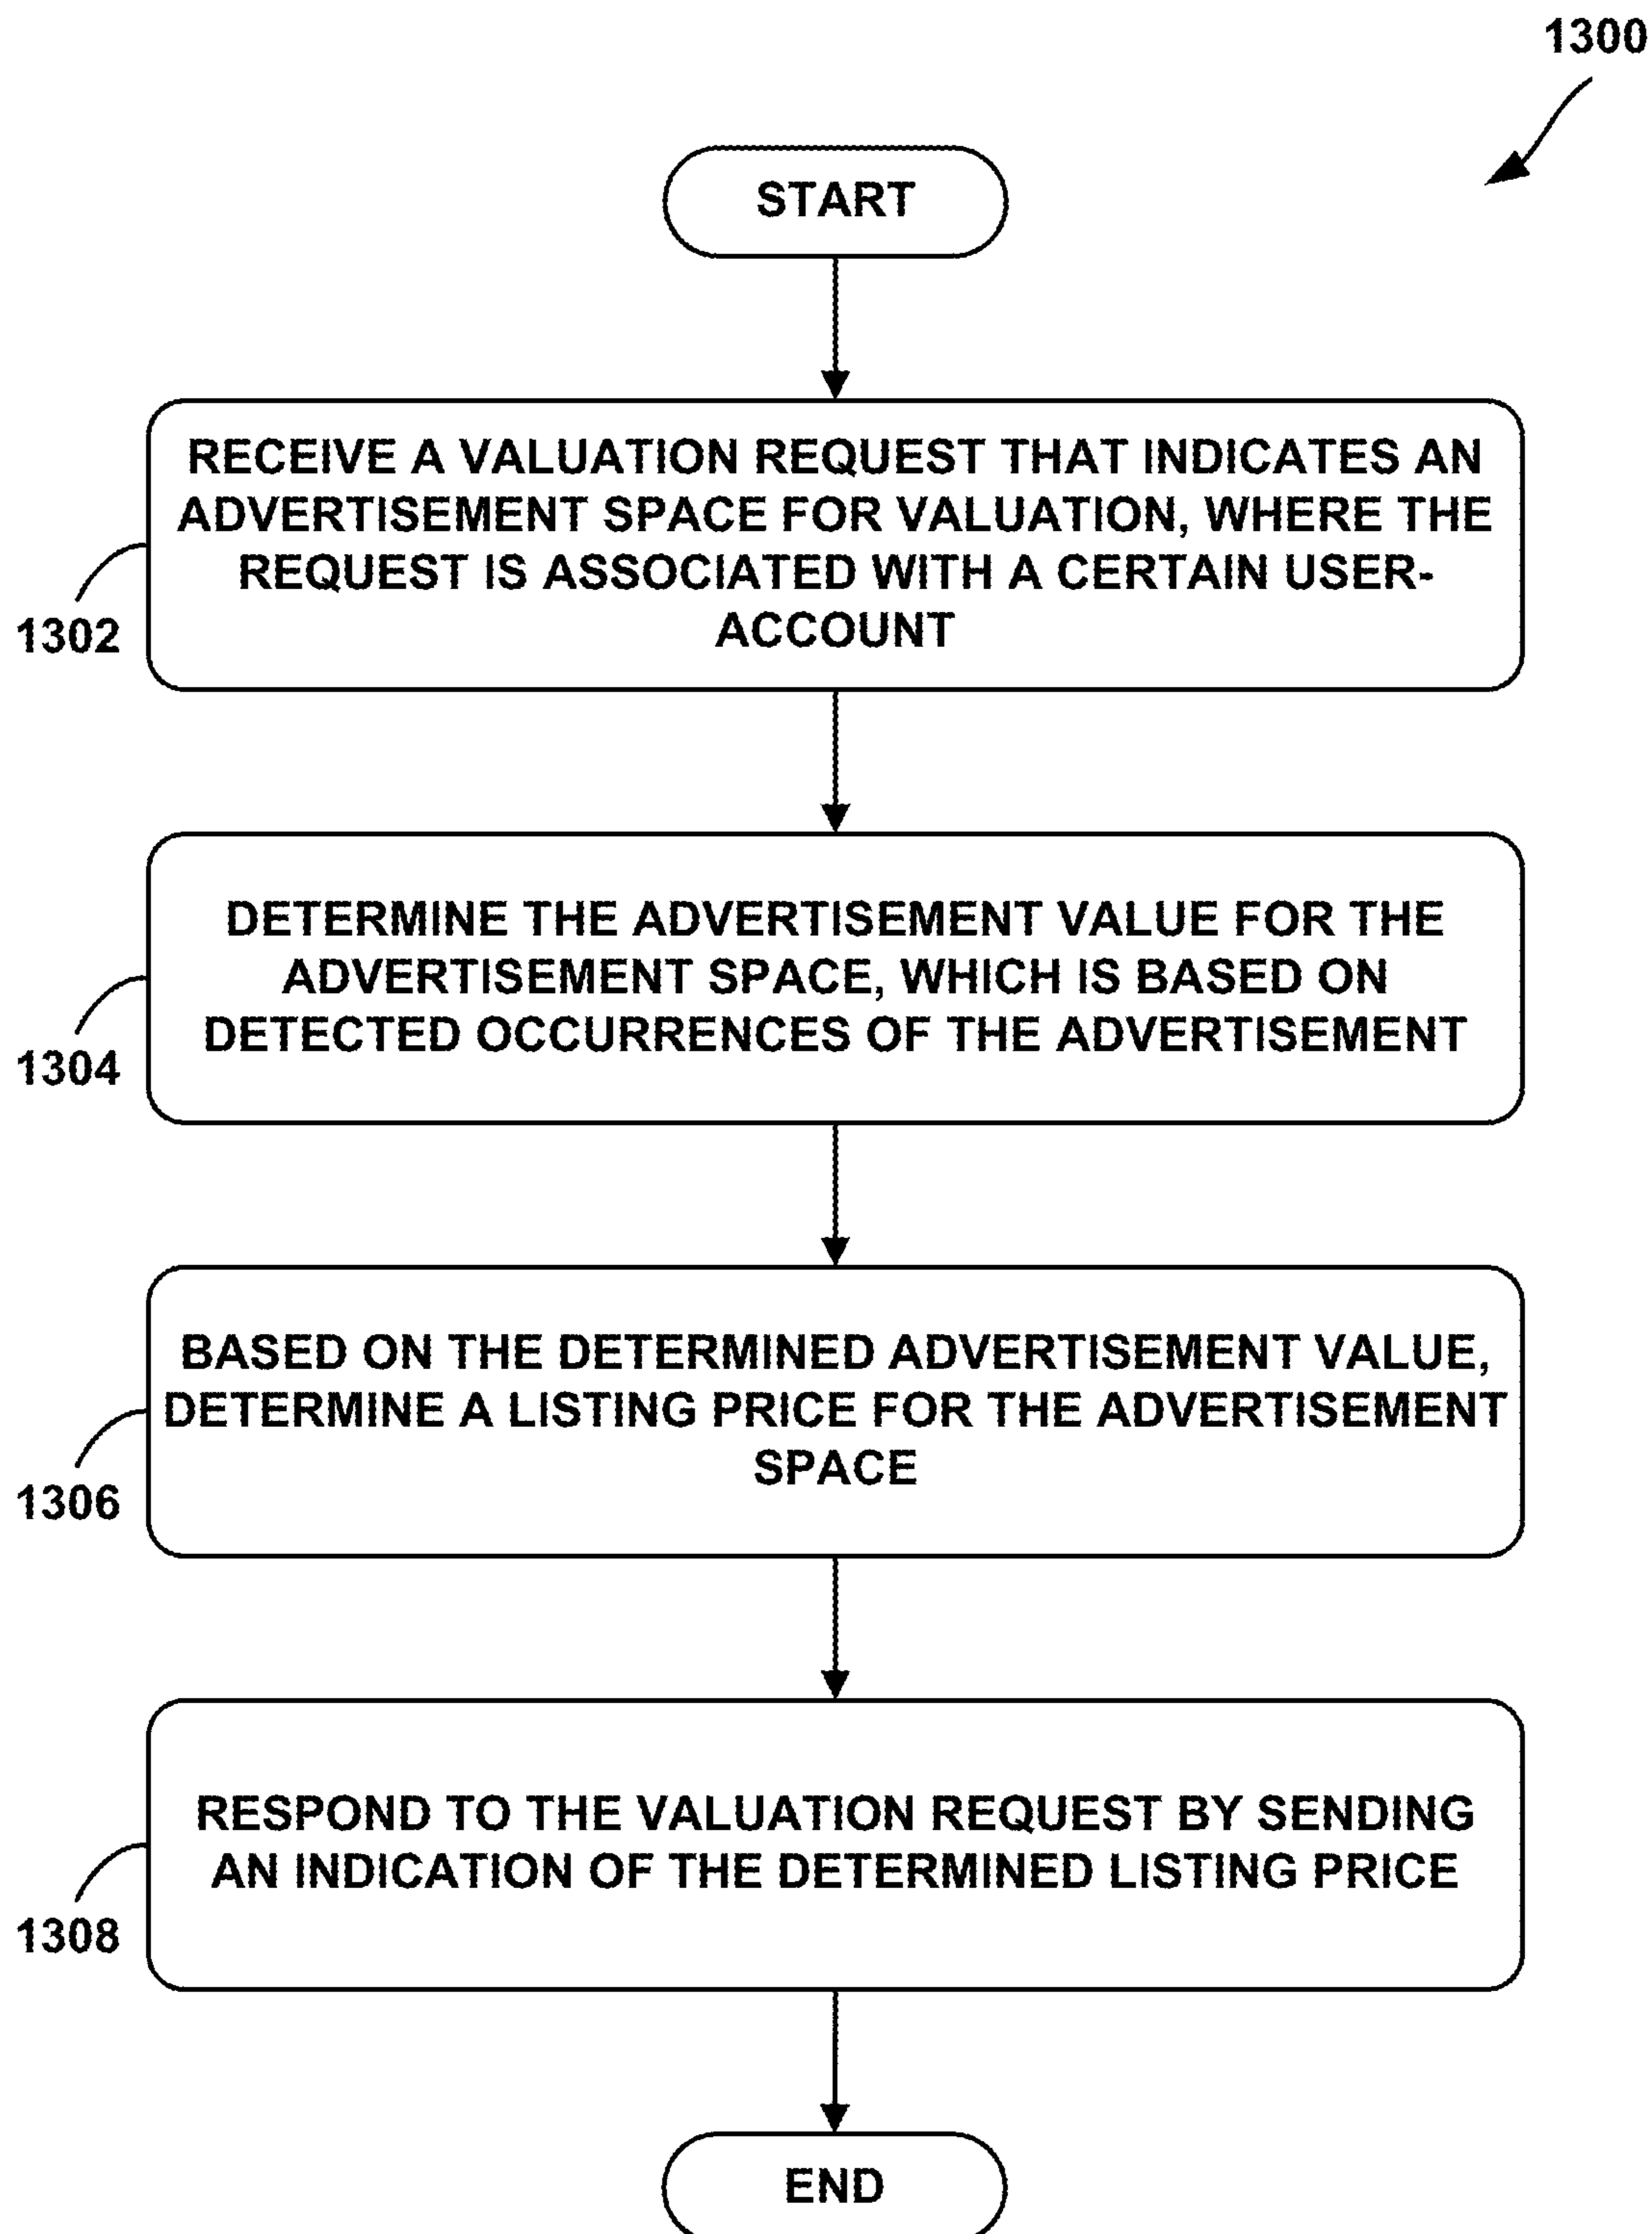 1300
START
RECEIVE A VALUATION REQUEST THAT INDICATES AN
ADVERTISEMENT SPACE FOR VALUATION, WHERE THE
REQUEST IS ASSOCIATED WITH A CERTAIN USER-
ACCOUNT
1302
DETERMINE THE ADVERTISEMENT VALUE FOR THE
ADVERTISEMENT SPACE, WHICH IS BASED ON
DETECTED OCCURRENCES OF THE ADVERTISEMENT
1304
BASED ON THE DETERMINED ADVERTISEMENT VALUE,
DETERMINE A LISTING PRICE FOR THE ADVERTISEMENT
SPACE
1306
RESPOND TO THE VALUATION REQUEST BY SENDING
AN INDICATION OF THE DETERMINED LISTING PRICE
1308
END